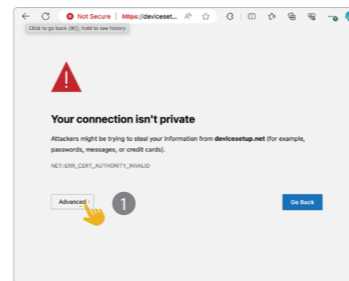 Not Secure | https://deviceset...
Click to go back (⌘[), hold to see history
Your connection isn't private
Attackers might be trying to steal your information from devicesetup.net (for example,
passwords, messages, or credit cards).
NET::ERR_CERT_AUTHORITY_INVALID
Advanced
1
Go Back